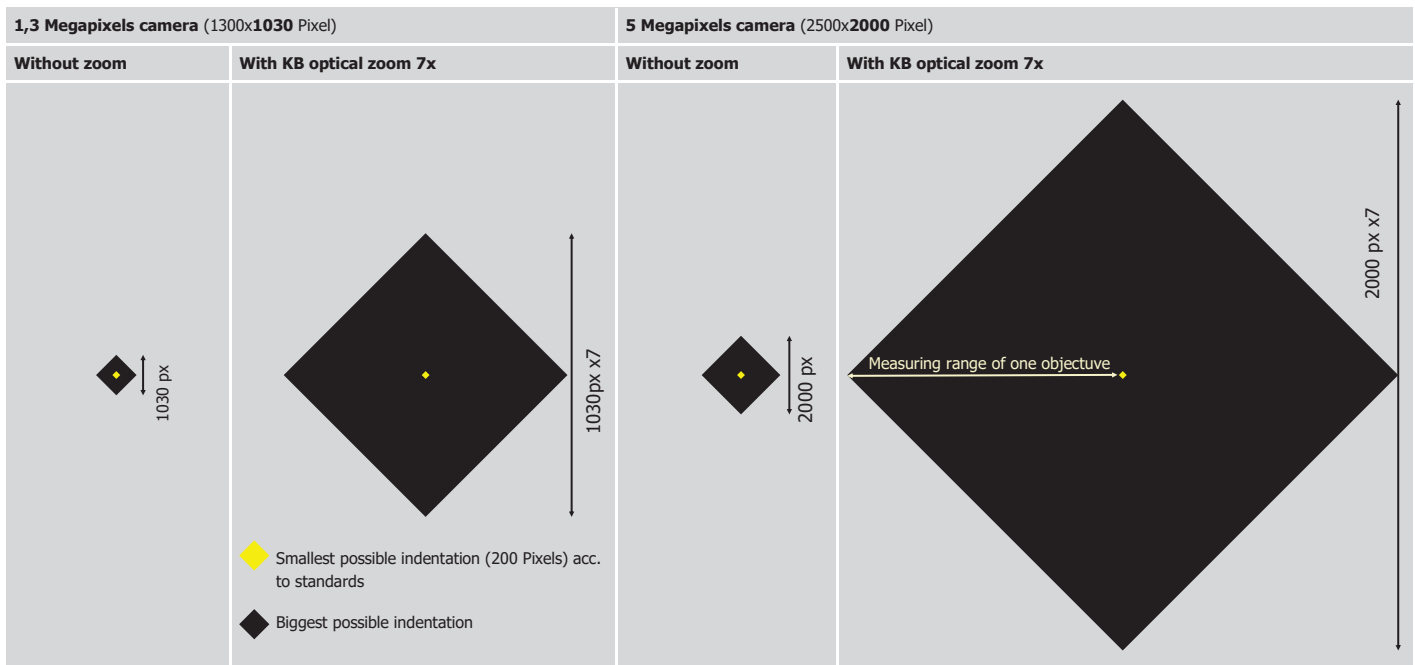 1,3 Megapixels camera (1300x1030 Pixel)
5 Megapixels camera (2500x2000 Pixel)
Without zoom
With KB optical zoom 7x
Without zoom
With KB optical zoom 7x
1030 px
1030px x7
2000 px
Measuring range of one objectuve
2000 px x7
Smallest possible indentation (200 Pixels) acc.
to standards
Biggest possible indentation